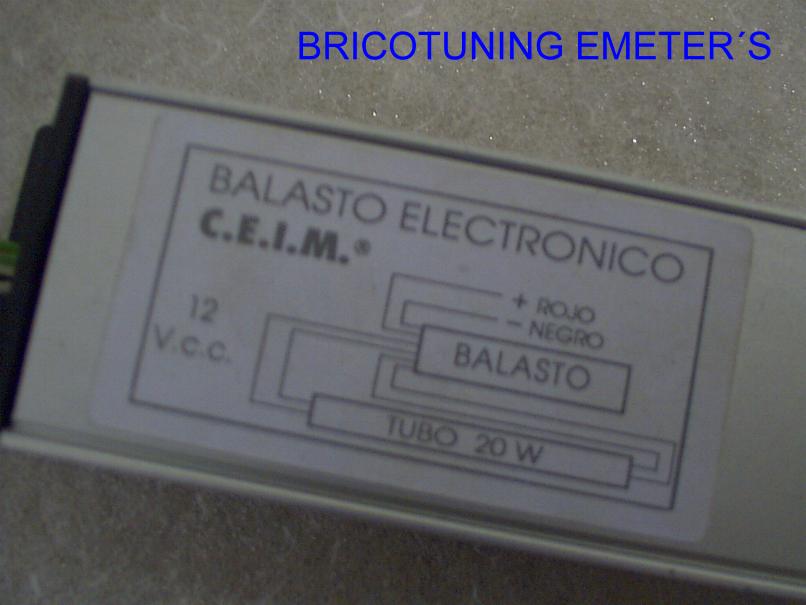 BRICOTUNING EMETER´S
BALASTO ELECTRONICO
C.E.I.M.®
+ ROJO
- NEGRO
12
V.c.c.
BALASTO
TUBO 20 W